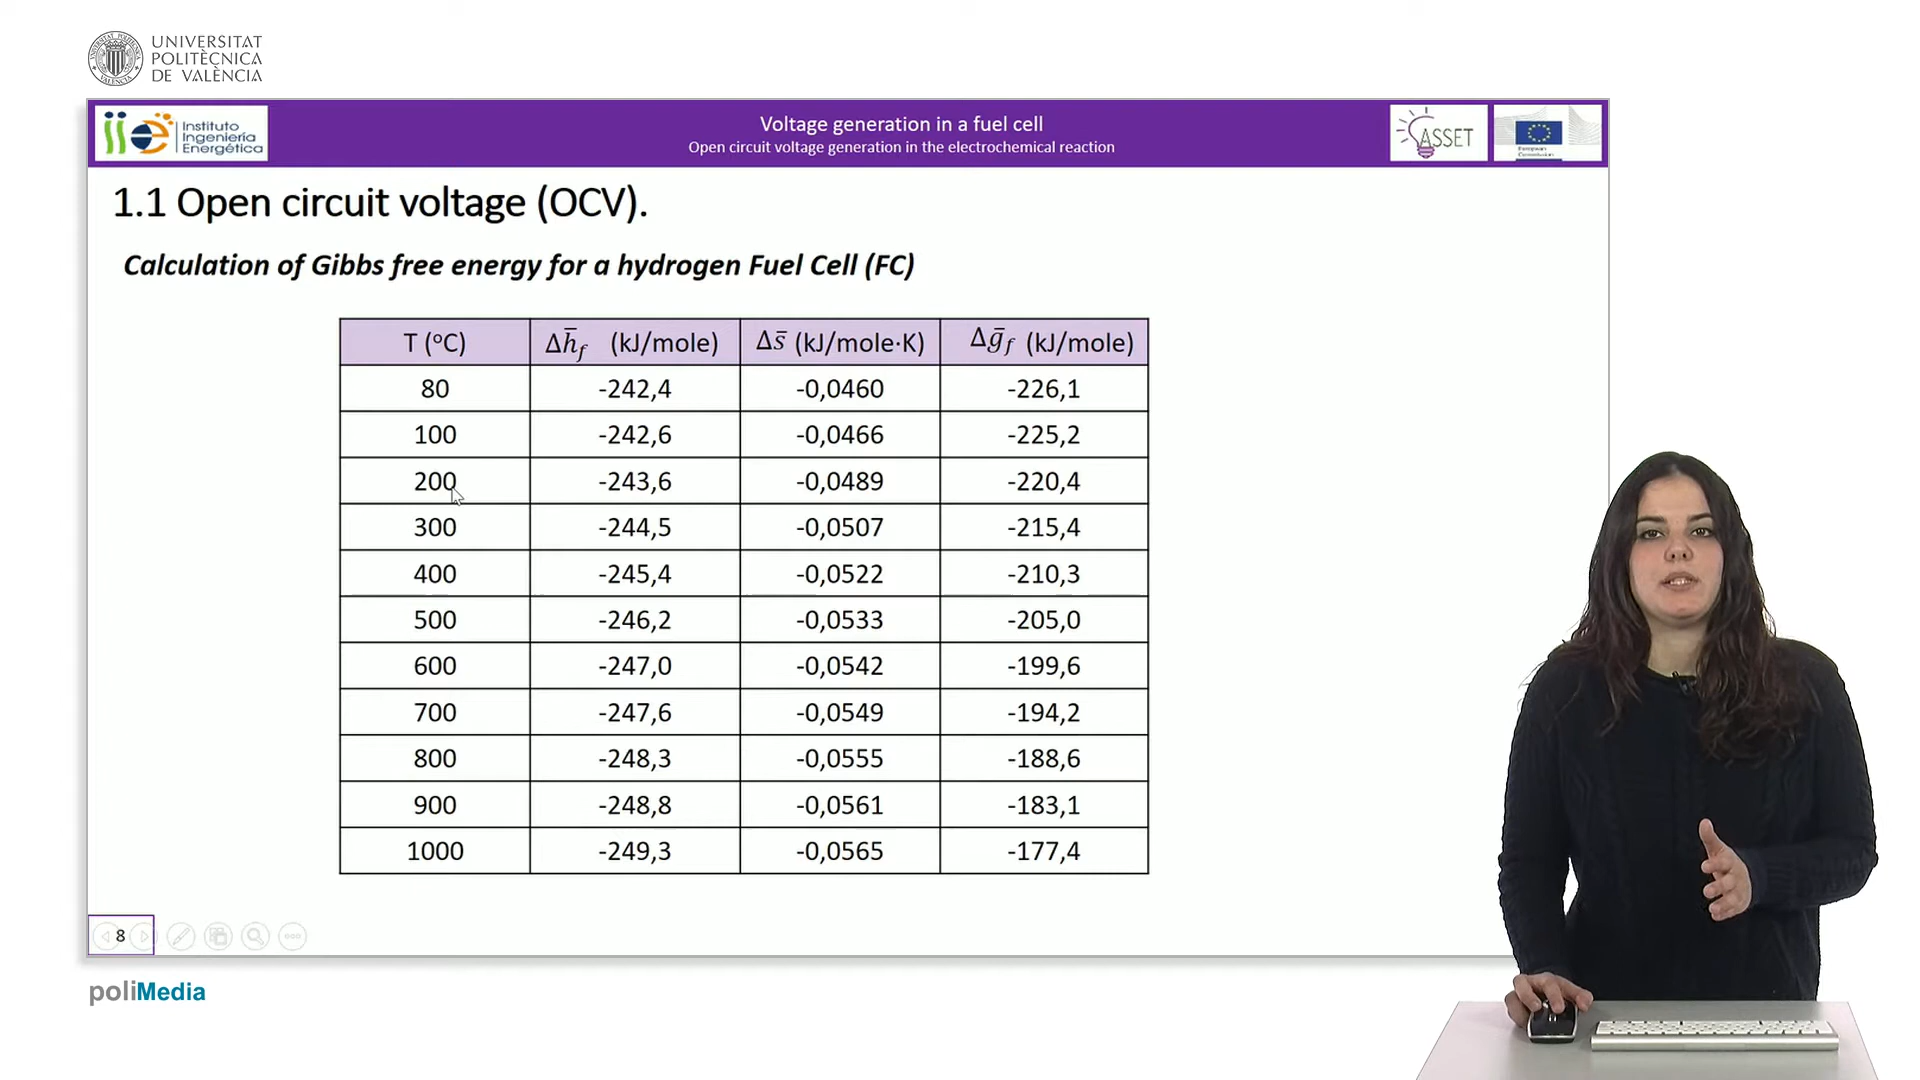 UNIVERSITAT
POLITÈCNICA
DE VALÈNCIA
iie Instituto
Ingeniería
Energética
Voltage generation in a fuel cell
Open circuit voltage generation in the electrochemical reaction
ASSET
European
Commission
1.1 Open circuit voltage (OCV).
Calculation of Gibbs free energy for a hydrogen Fuel Cell (FC)
T (ºC) Δh̄f (kJ/mole) Δs̄ (kJ/mole·K) Δḡf (kJ/mole)
80 -242,4 -0,0460 -226,1
100 -242,6 -0,0466 -225,2
200 -243,6 -0,0489 -220,4
300 -244,5 -0,0507 -215,4
400 -245,4 -0,0522 -210,3
500 -246,2 -0,0533 -205,0
600 -247,0 -0,0542 -199,6
700 -247,6 -0,0549 -194,2
800 -248,3 -0,0555 -188,6
900 -248,8 -0,0561 -183,1
1000 -249,3 -0,0565 -177,4
8
poliMedia